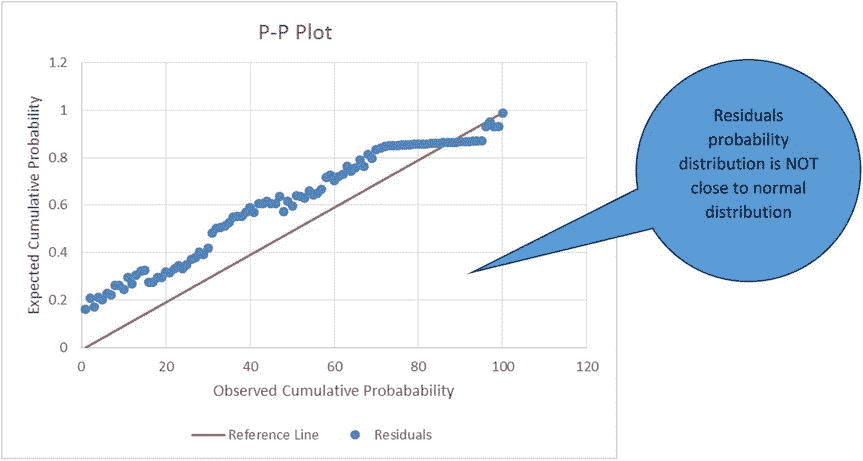 P-P Plot
Expected Cumulative Probability
1.2
1
0.8
0.6
0.4
0.2
0
0 20 40 60 80 100 120
Observed Cumulative Probabability
Reference Line Residuals
Residuals
probability
distribution is NOT
close to normal
distribution